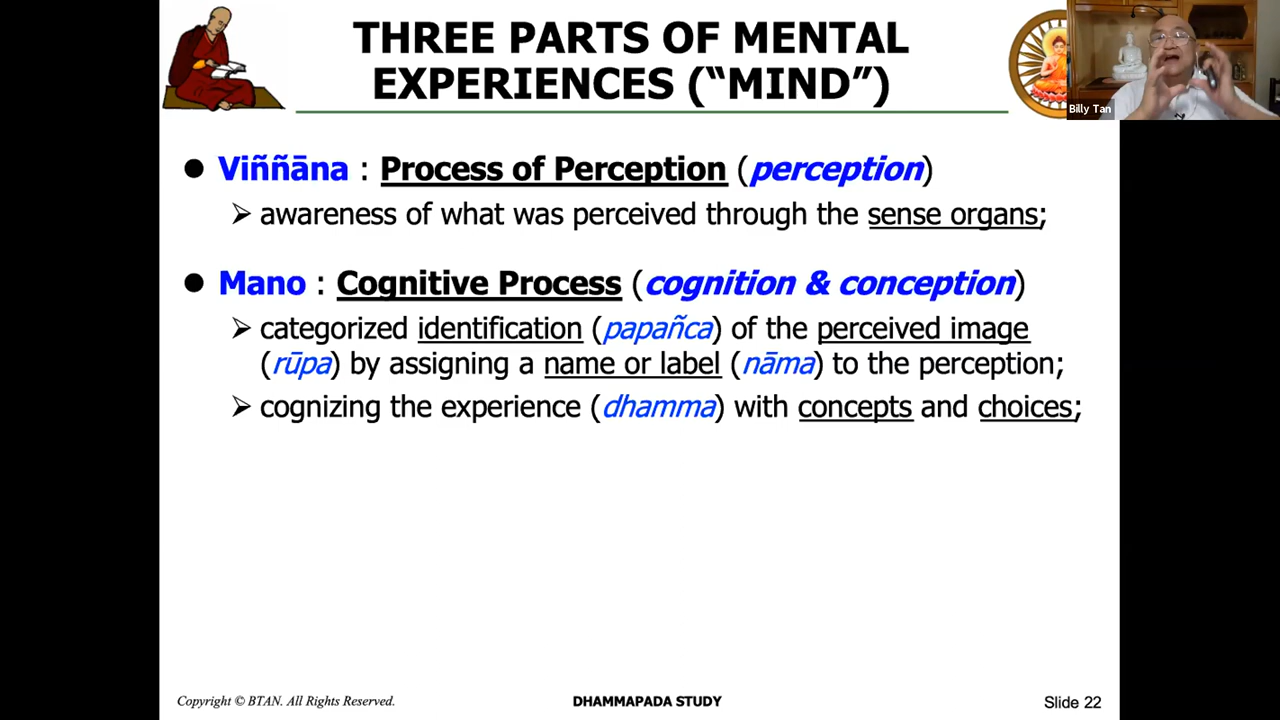 THREE PARTS OF MENTAL
EXPERIENCES (“MIND”)
Billy Tan
● Viññāna : Process of Perception (perception)
➢ awareness of what was perceived through the sense organs;
● Mano : Cognitive Process (cognition & conception)
➢ categorized identification (papañca) of the perceived image
(rūpa) by assigning a name or label (nāma) to the perception;
➢ cognizing the experience (dhamma) with concepts and choices;
Copyright © BTAN. All Rights Reserved.
DHAMMAPADA STUDY
Slide 22